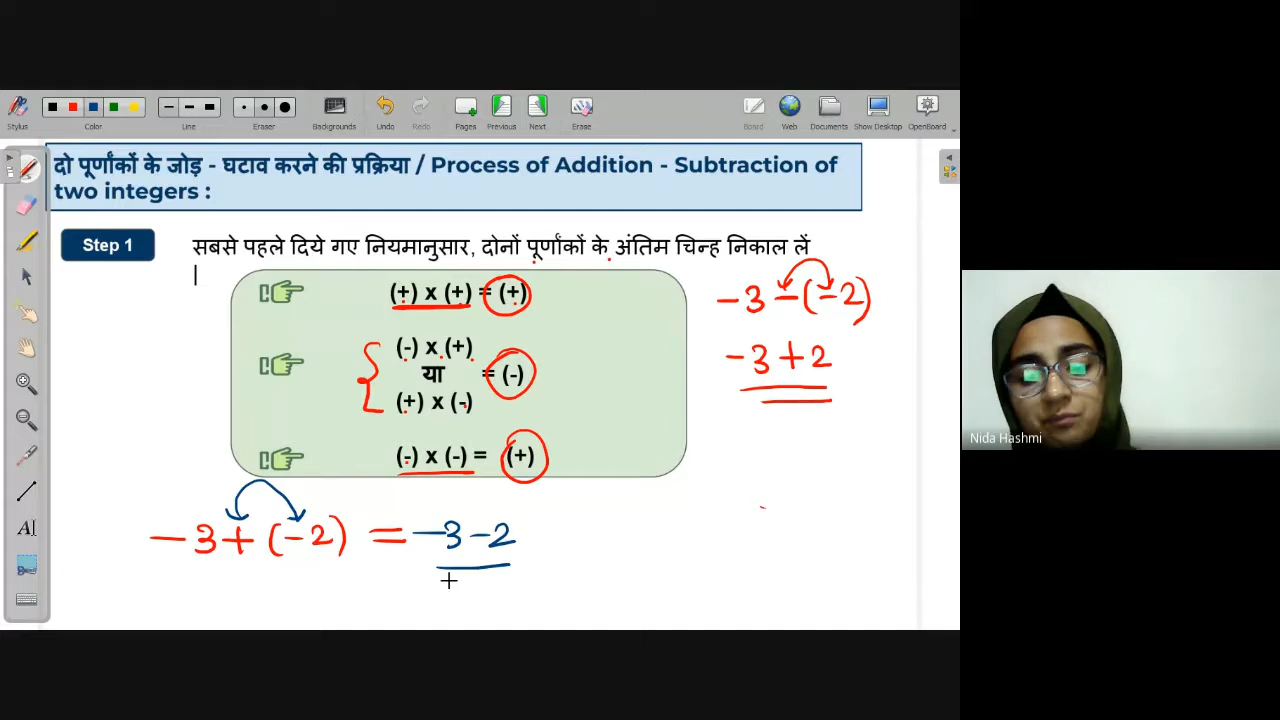 Stylus Color Line Eraser Backgrounds Undo Redo Pages Previous Next Erase Board Web Documents Show Desktop OpenBoard
दो पूर्णांकों के जोड़ - घटाव करने की प्रक्रिया / Process of Addition - Subtraction of
two integers :
Step 1
सबसे पहले दिये गए नियमानुसार, दोनों पूर्णांकों के अंतिम चिन्ह निकाल लें
|
(+) x (+) = (+)
(-) x (+)
या = (-)
(+) x (-)
(-) x (-) = (+)
-3 - (-2)
-3 + 2
-3 + (-2) = -3 - 2
Nida Hashmi